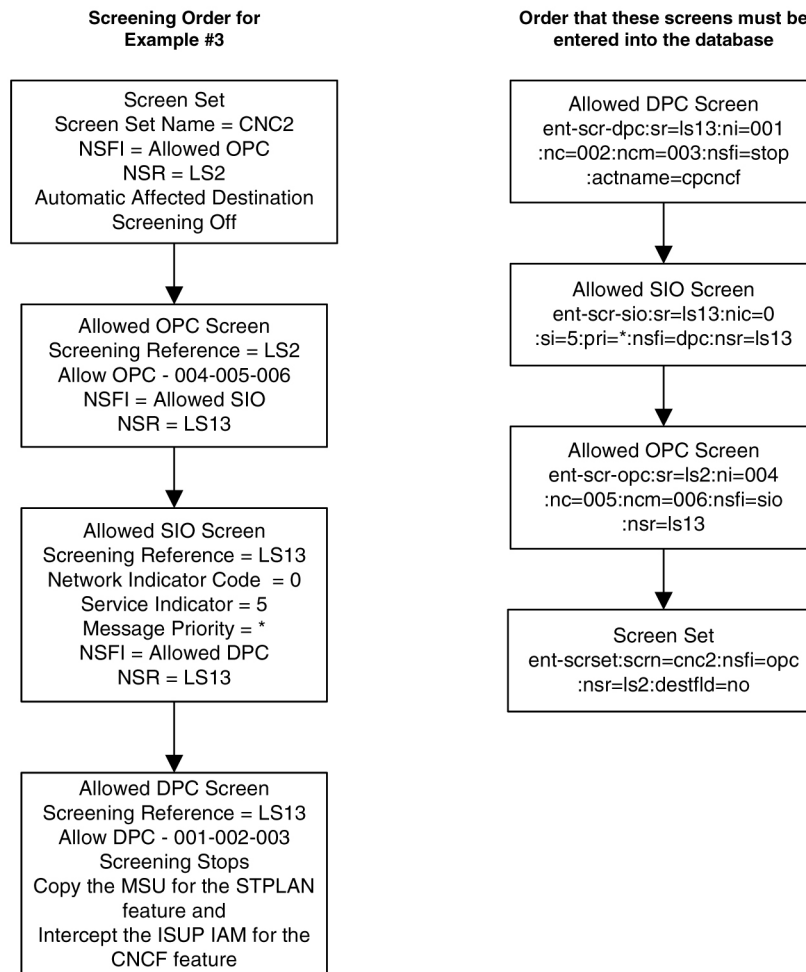 Screening Order for
Example #3
Screen Set
Screen Set Name = CNC2
NSFI = Allowed OPC
NSR = LS2
Automatic Affected Destination
Screening Off
Allowed OPC Screen
Screening Reference = LS2
Allow OPC - 004-005-006
NSFI = Allowed SIO
NSR = LS13
Allowed SIO Screen
Screening Reference = LS13
Network Indicator Code = 0
Service Indicator = 5
Message Priority = *
NSFI = Allowed DPC
NSR = LS13
Allowed DPC Screen
Screening Reference = LS13
Allow DPC - 001-002-003
Screening Stops
Copy the MSU for the STPLAN
feature and
Intercept the ISUP IAM for the
CNCF feature
Order that these screens must be
entered into the database
Allowed DPC Screen
ent-scr-dpc:sr=ls13:ni=001
:nc=002:ncm=003:nsfi=stop
:actname=cpcncf
Allowed SIO Screen
ent-scr-sio:sr=ls13:nic=0
:si=5:pri=*:nsfi=dpc:nsr=ls13
Allowed OPC Screen
ent-scr-opc:sr=ls2:ni=004
:nc=005:ncm=006:nsfi=sio
:nsr=ls13
Screen Set
ent-scrset:scrn=cnc2:nsfi=opc
:nsr=ls2:destfld=no